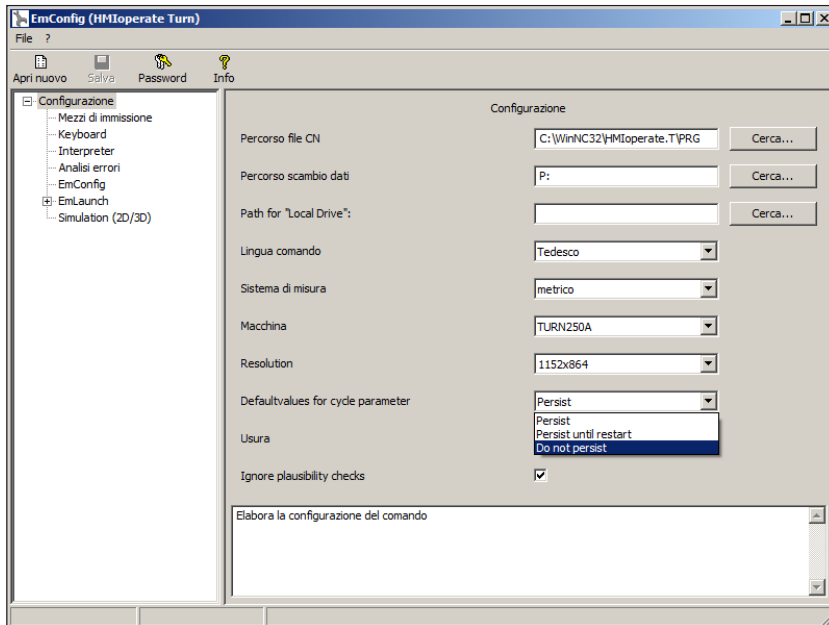 EmConfig (HMIoperate Turn)
File ?
Apri nuovo Salva Password Info
Configurazione
Mezzi di immissione
Keyboard
Interpreter
Analisi errori
EmConfig
EmLaunch
Simulation (2D/3D)
Configurazione
Percorso file CN C:\WinNC32\HMIoperate.T\PRG Cerca...
Percorso scambio dati P: Cerca...
Path for "Local Drive": Cerca...
Lingua comando Tedesco
Sistema di misura metrico
Macchina TURN250A
Resolution 1152x864
Defaultvalues for cycle parameter Persist
Persist
Persist until restart
Usura
Do not persist
Ignore plausibility checks
Elabora la configurazione del comando